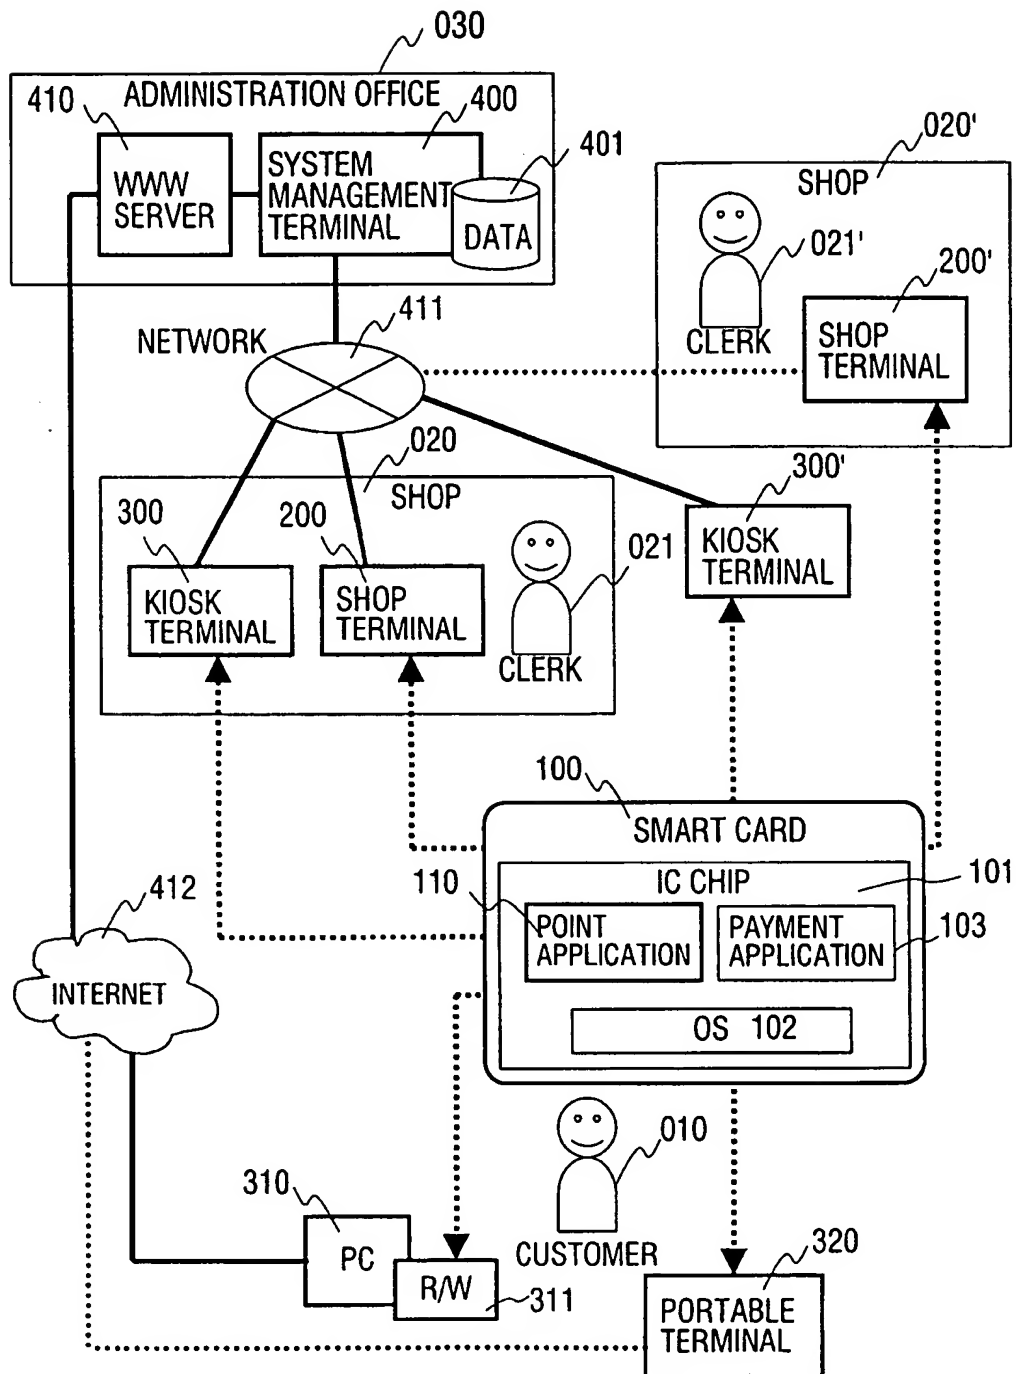 030
ADMINISTRATION OFFICE
410
400
401
WWW
SERVER
SYSTEM
MANAGEMENT
TERMINAL
DATA
020'
SHOP
021'
200'
CLERK
SHOP
TERMINAL
NETWORK
411
020
SHOP
300
200
021
KIOSK
TERMINAL
SHOP
TERMINAL
CLERK
300'
KIOSK
TERMINAL
100
SMART CARD
IC CHIP
101
110
POINT
APPLICATION
PAYMENT
APPLICATION
103
OS 102
412
INTERNET
010
CUSTOMER
310
PC
R/W
311
320
PORTABLE
TERMINAL